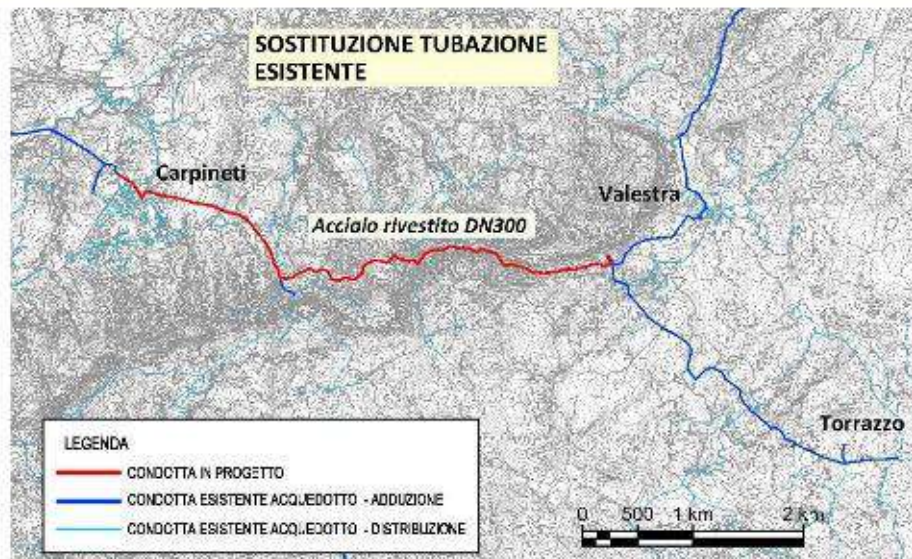 SOSTITUZIONE TUBAZIONE
ESISTENTE
Carpineti
Valestra
Acciaio rivestito DN300
Torrazzo
LEGENDA
CONDOTTA IN PROGETTO
CONDOTTA ESISTENTE ACQUEDOTTO - ADDUZIONE
CONDOTTA ESISTENTE ACQUEDOTTO - DISTRIBUZIONE
0 500 1 km 2 km